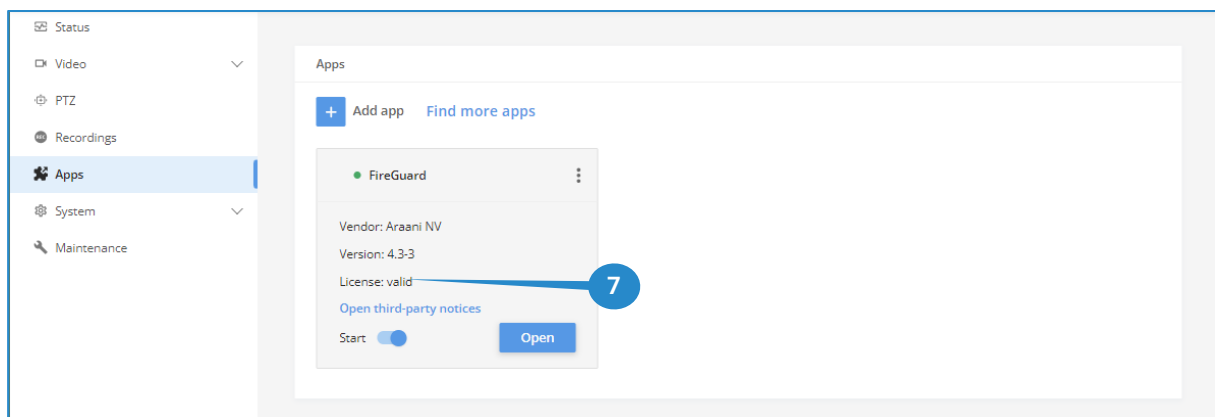 Status
Video
PTZ
Recordings
Apps
System
Maintenance
Apps
+ Add app Find more apps
FireGuard
Vendor: Araani NV
Version: 4.3-3
License: valid
7
Open third-party notices
Start Open